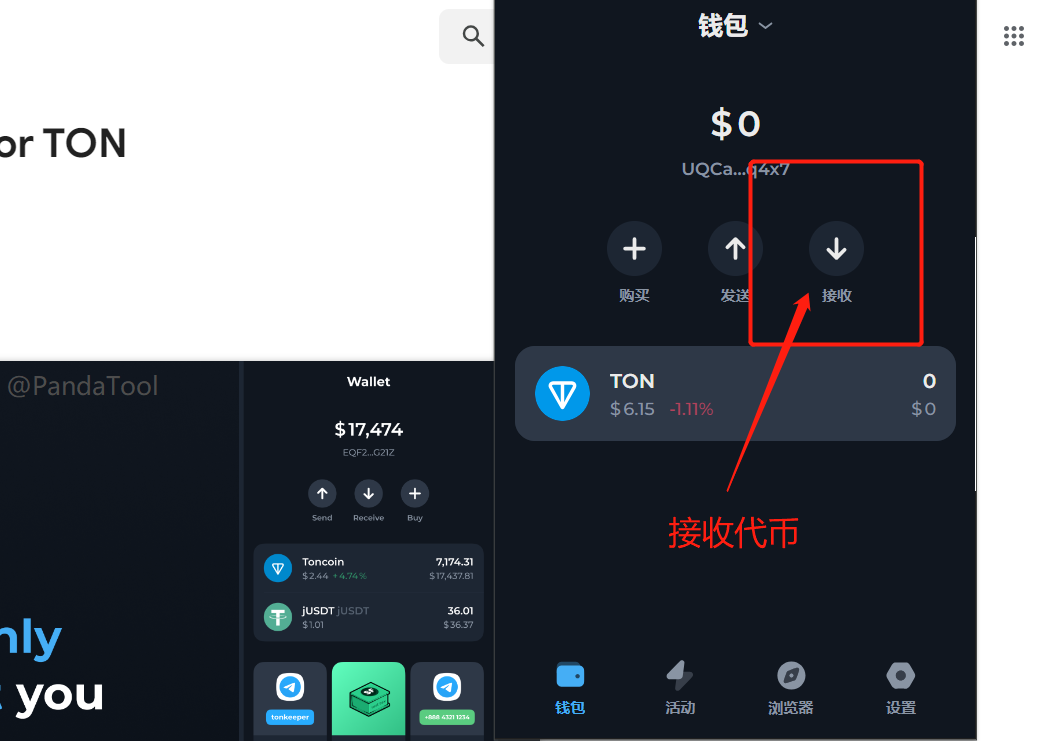 or TON
@PandaTool
nly
you
Wallet
$17,474
EQF2...G21Z
Send Receive Buy
Toncoin 7,174.31
$2.44 +4.74% $17,437.81
jUSDT jUSDT 36.01
$1.01 $36.37
tonkeeper
+888 4321 1234
钱包
$0
UQCa...q4x7
购买 发送 接收
TON 0
$6.15 -1.11% $0
接收代币
钱包 活动 浏览器 设置